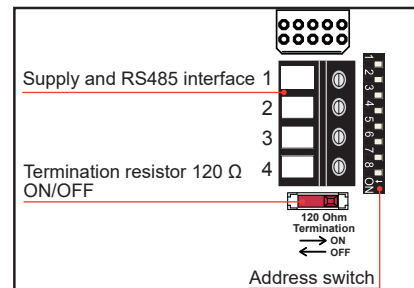 Supply and RS485 interface 1
2
3
Termination resistor 120 Ω 4
ON/OFF
1 2 3 4 5 6 7 8
ON ↓
120 Ohm
Termination
→ ON
← OFF
Address switch